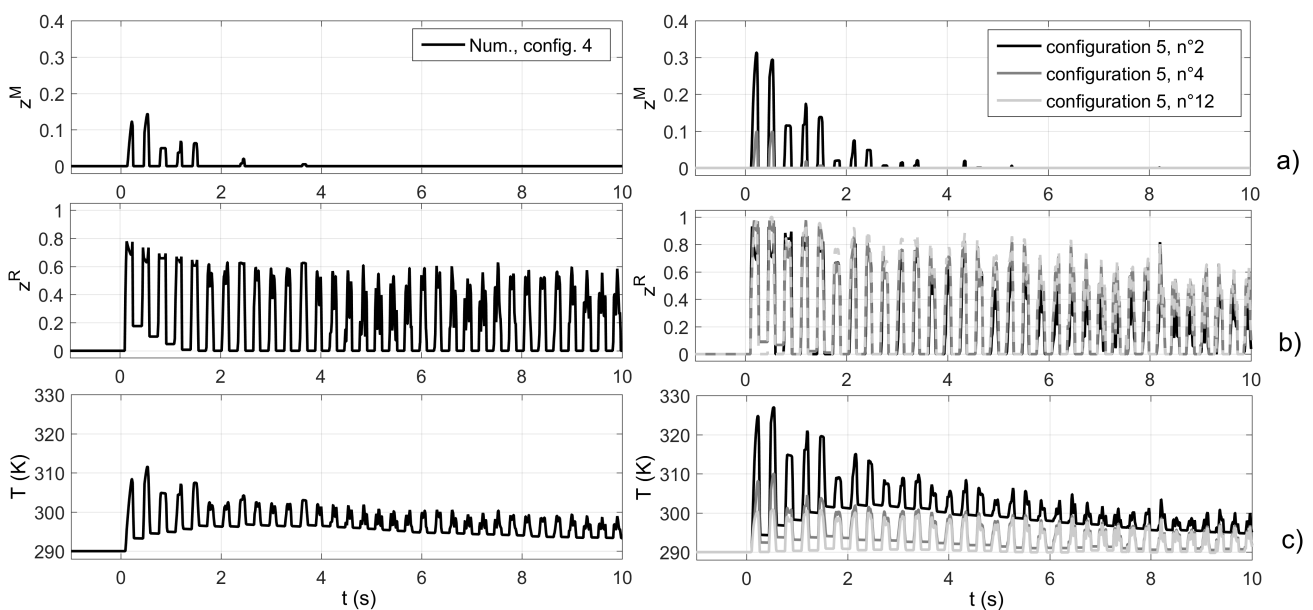 0.4
0.3
0.2
0.1
0
z^M
Num., config. 4
0 2 4 6 8 10
0.4
0.3
0.2
0.1
0
z^M
configuration 5, n°2
configuration 5, n°4
configuration 5, n°12
0 2 4 6 8 10
a)
1
0.8
0.6
0.4
0.2
0
z^R
0 2 4 6 8 10
1
0.8
0.6
0.4
0.2
0
z^R
0 2 4 6 8 10
b)
330
320
310
300
290
T (K)
0 2 4 6 8 10
t (s)
330
320
310
300
290
T (K)
0 2 4 6 8 10
t (s)
c)